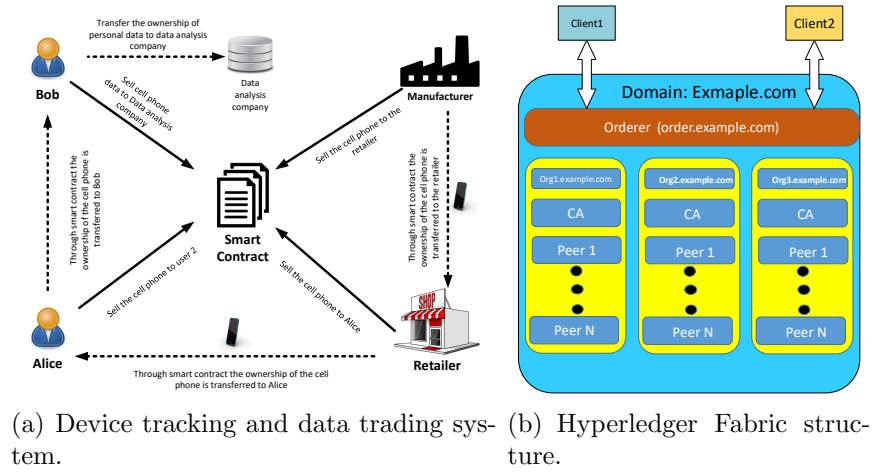 Transfer the ownership of
personal data to data analysis
company
Bob
Data
analysis
company
Manufacturer
Sell cell phone
data to Data analysis
company
Sell the cell phone to the
retailer
Through smart contract the
ownership of the cell phone is
transferred to Bob
Through smart contract the
ownership of the cell phone is
transferred to the retailer
Smart
Contract
Sell the cell phone to user 2
Sell the cell phone to Alice
SHOP
Alice
Retailer
Through smart contract the ownership of the cell
phone is transferred to Alice
(a) Device tracking and data trading sys-
tem.
Client1
Client2
Domain: Exmaple.com
Orderer (order.example.com)
Org1.example.com
Org2.example.com
Org3.example.com
CA
CA
CA
Peer 1
Peer 1
Peer 1
Peer N
Peer N
Peer N
(b) Hyperledger Fabric struc-
ture.